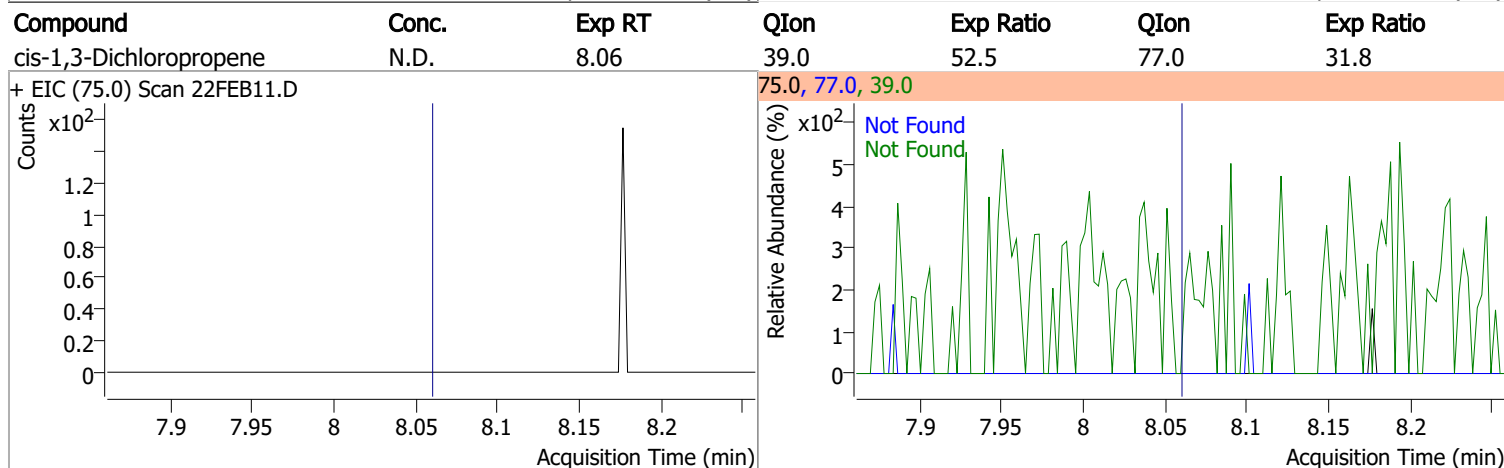 Compound Conc. Exp RT QIon Exp Ratio QIon Exp Ratio
cis-1,3-Dichloropropene N.D. 8.06 39.0 52.5 77.0 31.8
+ EIC (75.0) Scan 22FEB11.D
Counts
x10²
1.2
1
0.8
0.6
0.4
0.2
0
7.9 7.95 8 8.05 8.1 8.15 8.2
Acquisition Time (min)
75.0, 77.0, 39.0
Relative Abundance (%)
x10²
Not Found
Not Found
5
4
3
2
1
0
7.9 7.95 8 8.05 8.1 8.15 8.2
Acquisition Time (min)